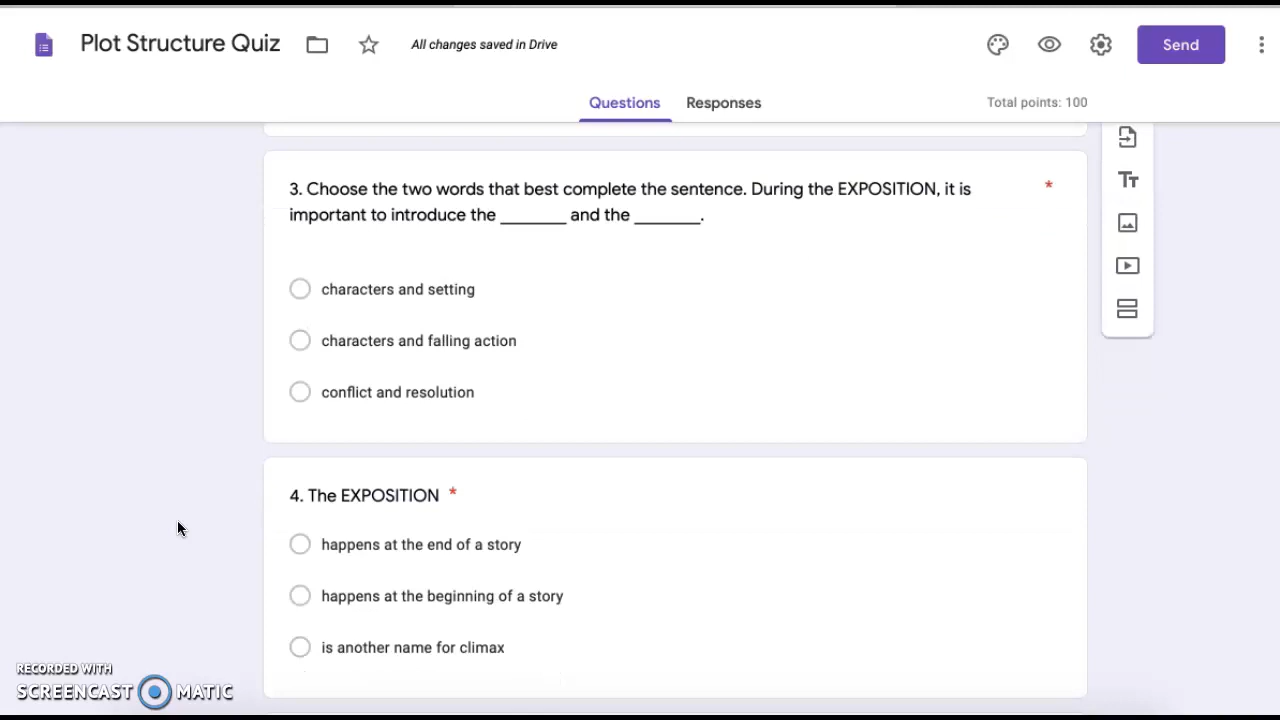 Plot Structure Quiz
All changes saved in Drive
Send
Questions
Responses
Total points: 100
3. Choose the two words that best complete the sentence. During the EXPOSITION, it is *
important to introduce the _______ and the _______.
characters and setting
characters and falling action
conflict and resolution
4. The EXPOSITION *
happens at the end of a story
happens at the beginning of a story
is another name for climax
RECORDED WITH
SCREENCAST MATIC